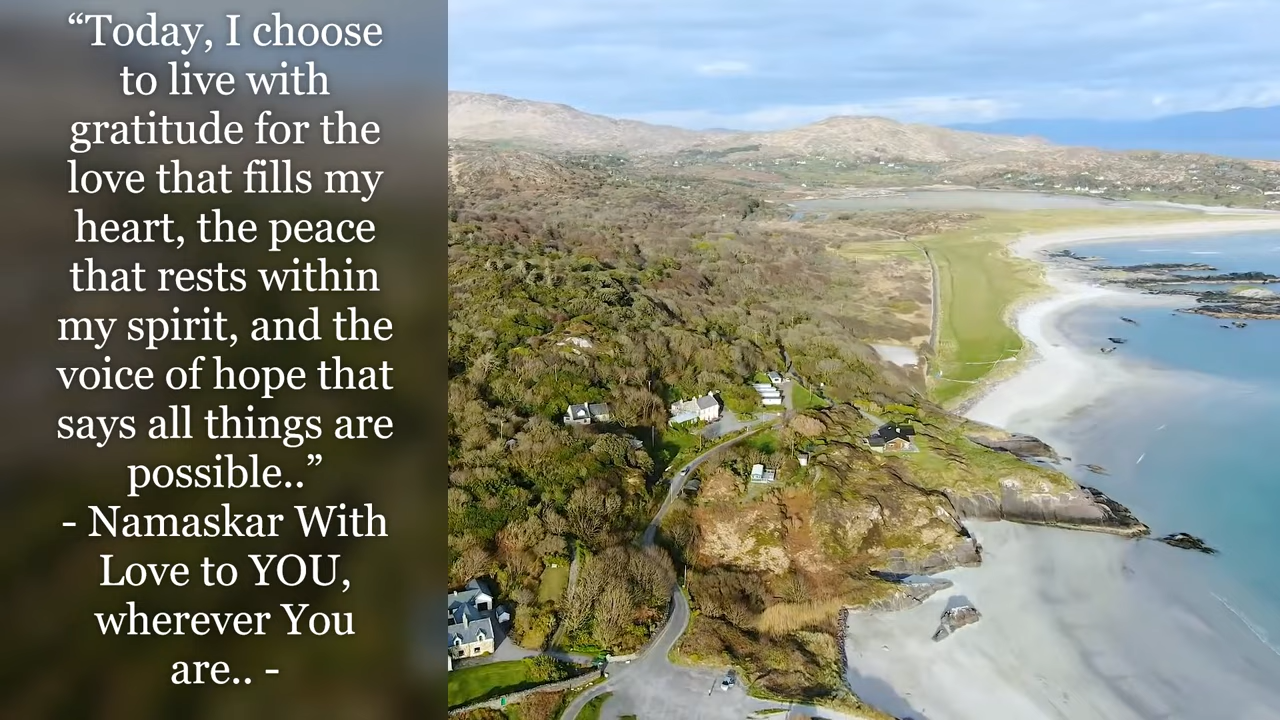 “Today, I choose
to live with
gratitude for the
love that fills my
heart, the peace
that rests within
my spirit, and the
voice of hope that
says all things are
possible..”
- Namaskar With
Love to YOU,
wherever You
are.. -